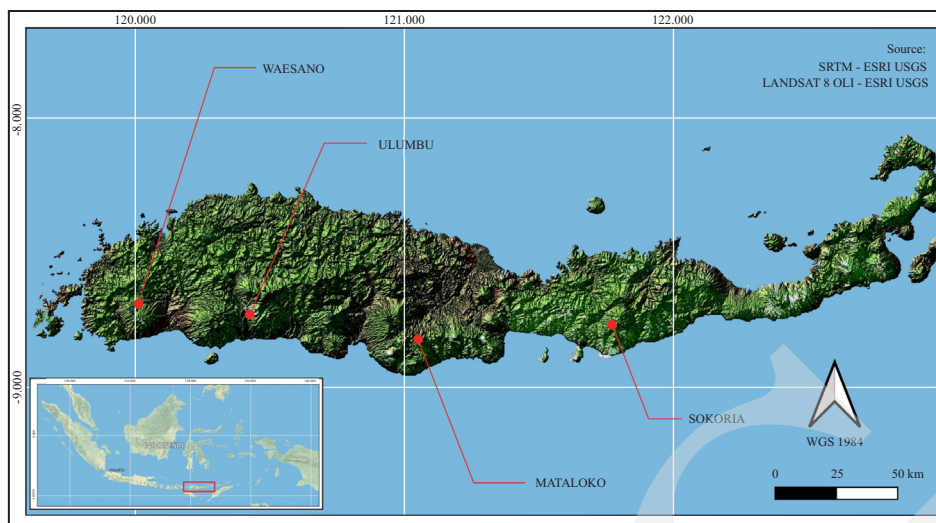 120.000 121.000 122.000
Source:
SRTM - ESRI USGS
LANDSAT 8 OLI - ESRI USGS
WAESANO
-8.000
ULUMBU
-9.000
SOKORIA
WGS 1984
MATALOKO
0 25 50 km
INDONESIA